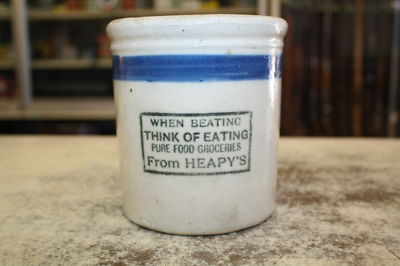 WHEN BEATING
THINK OF EATING
PURE FOOD GROCERIES
From HEAPY'S